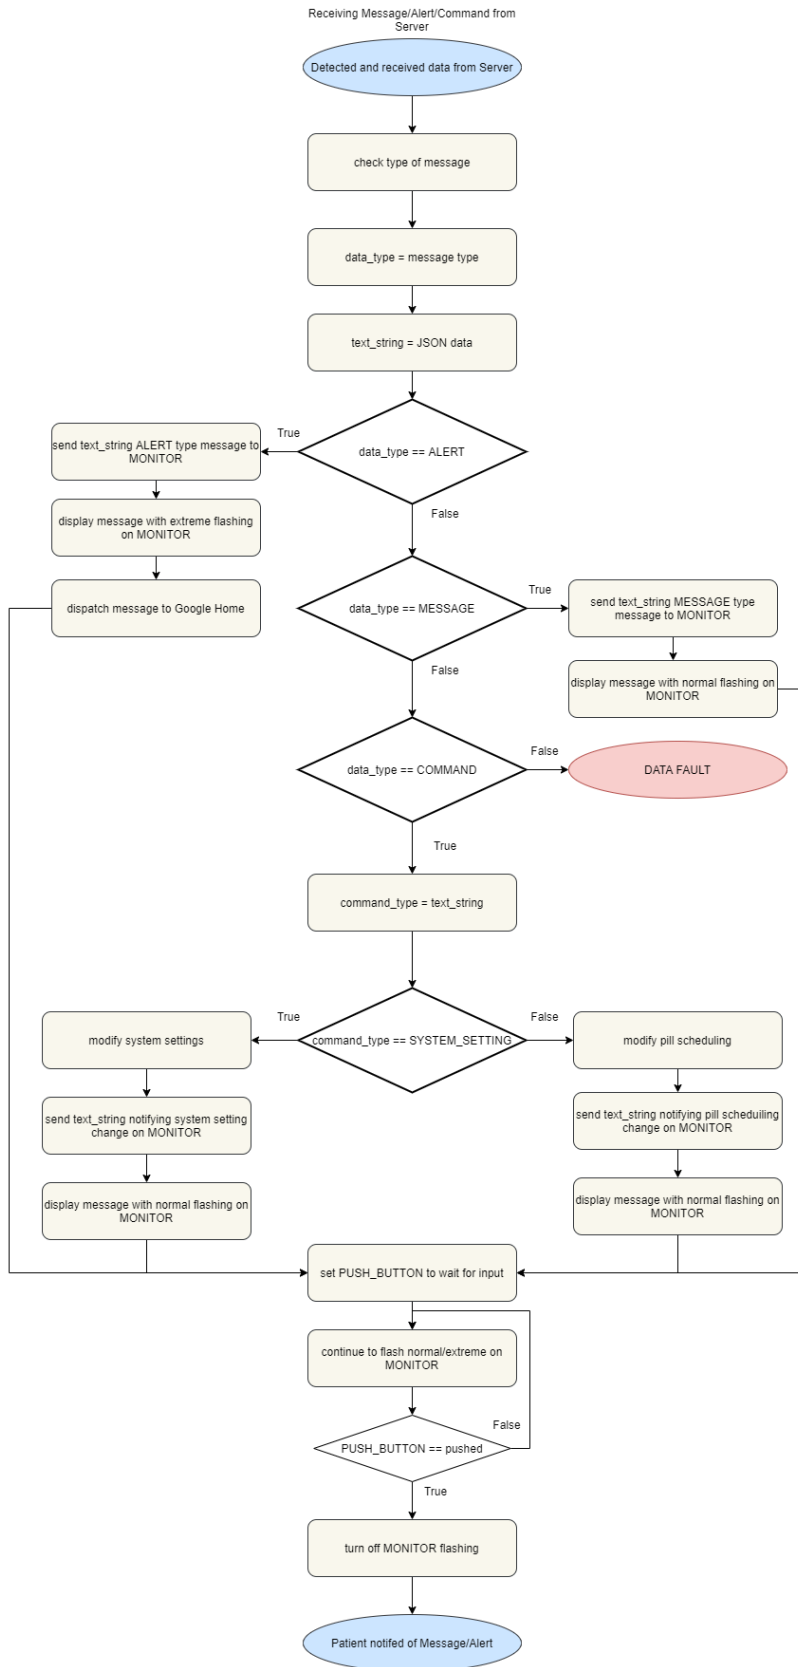 Receiving Message/Alert/Command from
Server
Detected and received data from Server
check type of message
data_type = message type
text_string = JSON data
True
send text_string ALERT type message to
MONITOR
data_type == ALERT
False
display message with extreme flashing
on MONITOR
dispatch message to Google Home
data_type == MESSAGE
True
send text_string MESSAGE type
message to MONITOR
False
display message with normal flashing on
MONITOR
data_type == COMMAND
False
DATA FAULT
True
command_type = text_string
True
False
modify system settings
command_type == SYSTEM_SETTING
modify pill scheduling
send text_string notifying system setting
change on MONITOR
send text_string notifying pill scheduiling
change on MONITOR
display message with normal flashing on
MONITOR
display message with normal flashing on
MONITOR
set PUSH_BUTTON to wait for input
continue to flash normal/extreme on
MONITOR
False
PUSH_BUTTON == pushed
True
turn off MONITOR flashing
Patient notifed of Message/Alert